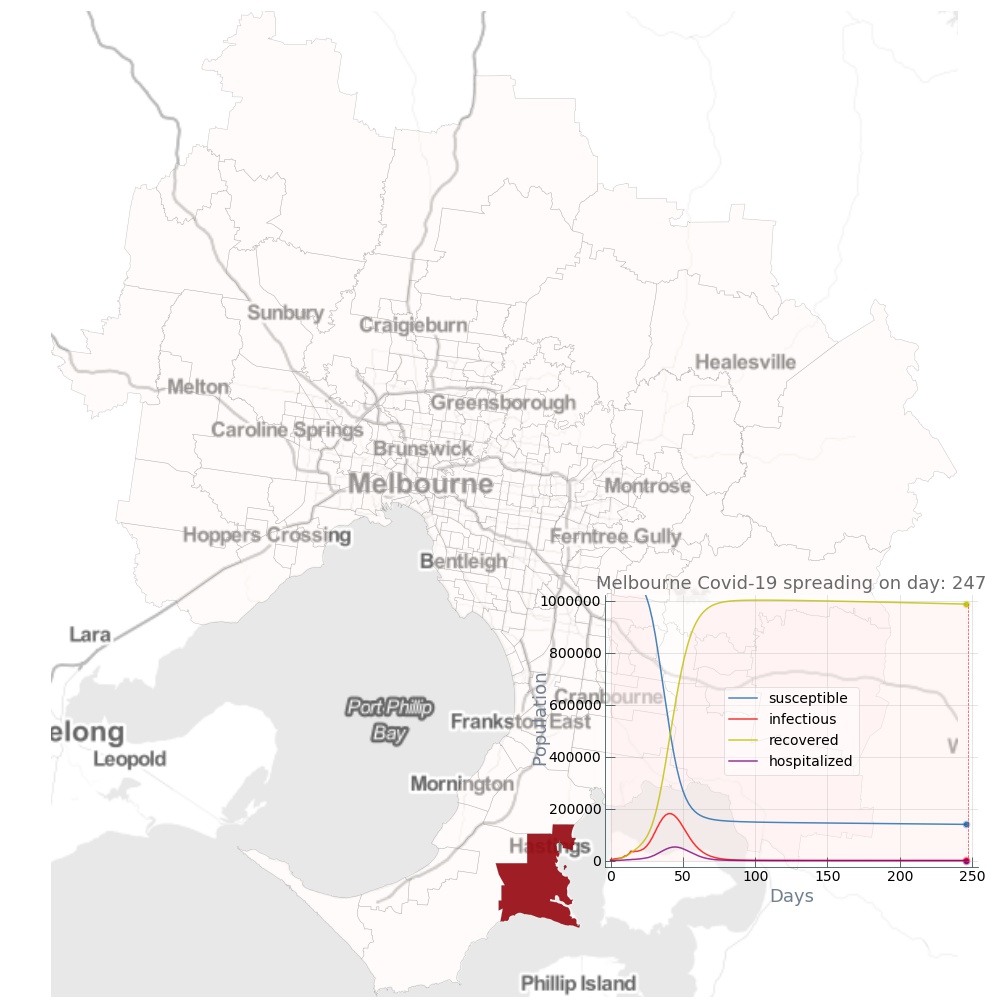 Sunbury
Craigieburn
Healesville
Melton
Greensborough
Caroline Springs
Brunswick
Melbourne
Montrose
Hoppers Crossing
Ferntree Gully
Bentleigh
Melbourne Covid-19 spreading on day: 247
Lara
Cranbourne
Port Phillip
Bay
Frankston East
elong
Leopold
Mornington
Hastings
Phillip Island
W
Population
1000000
800000
600000
400000
200000
0
susceptible
infectious
recovered
hospitalized
0 50 100 150 200 250
Days